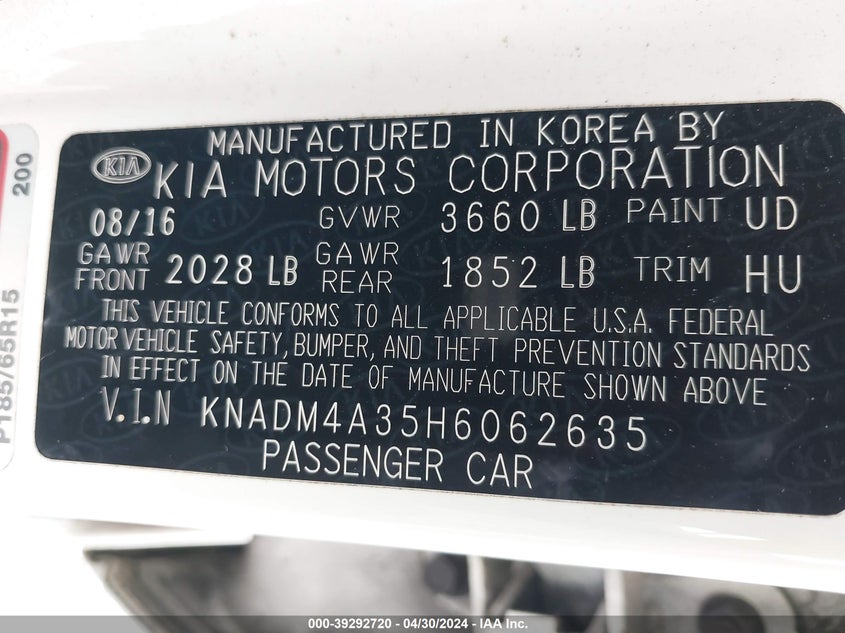 MANUFACTURED IN KOREA BY
KIA KIA MOTORS CORPORATION
08/16 GVWR 3660 LB PAINT UD
GAWR FRONT 2028 LB GAWR REAR 1852 LB TRIM HU
THIS VEHICLE CONFORMS TO ALL APPLICABLE U.S.A. FEDERAL
MOTOR VEHICLE SAFETY, BUMPER, AND THEFT PREVENTION STANDARDS
IN EFFECT ON THE DATE OF MANUFACTURE SHOWN ABOVE
V.I.N KNADM4A35H6062635
PASSENGER CAR
P185/65R15
200
000-39292720 / 04/30/2024 - IAA Inc.